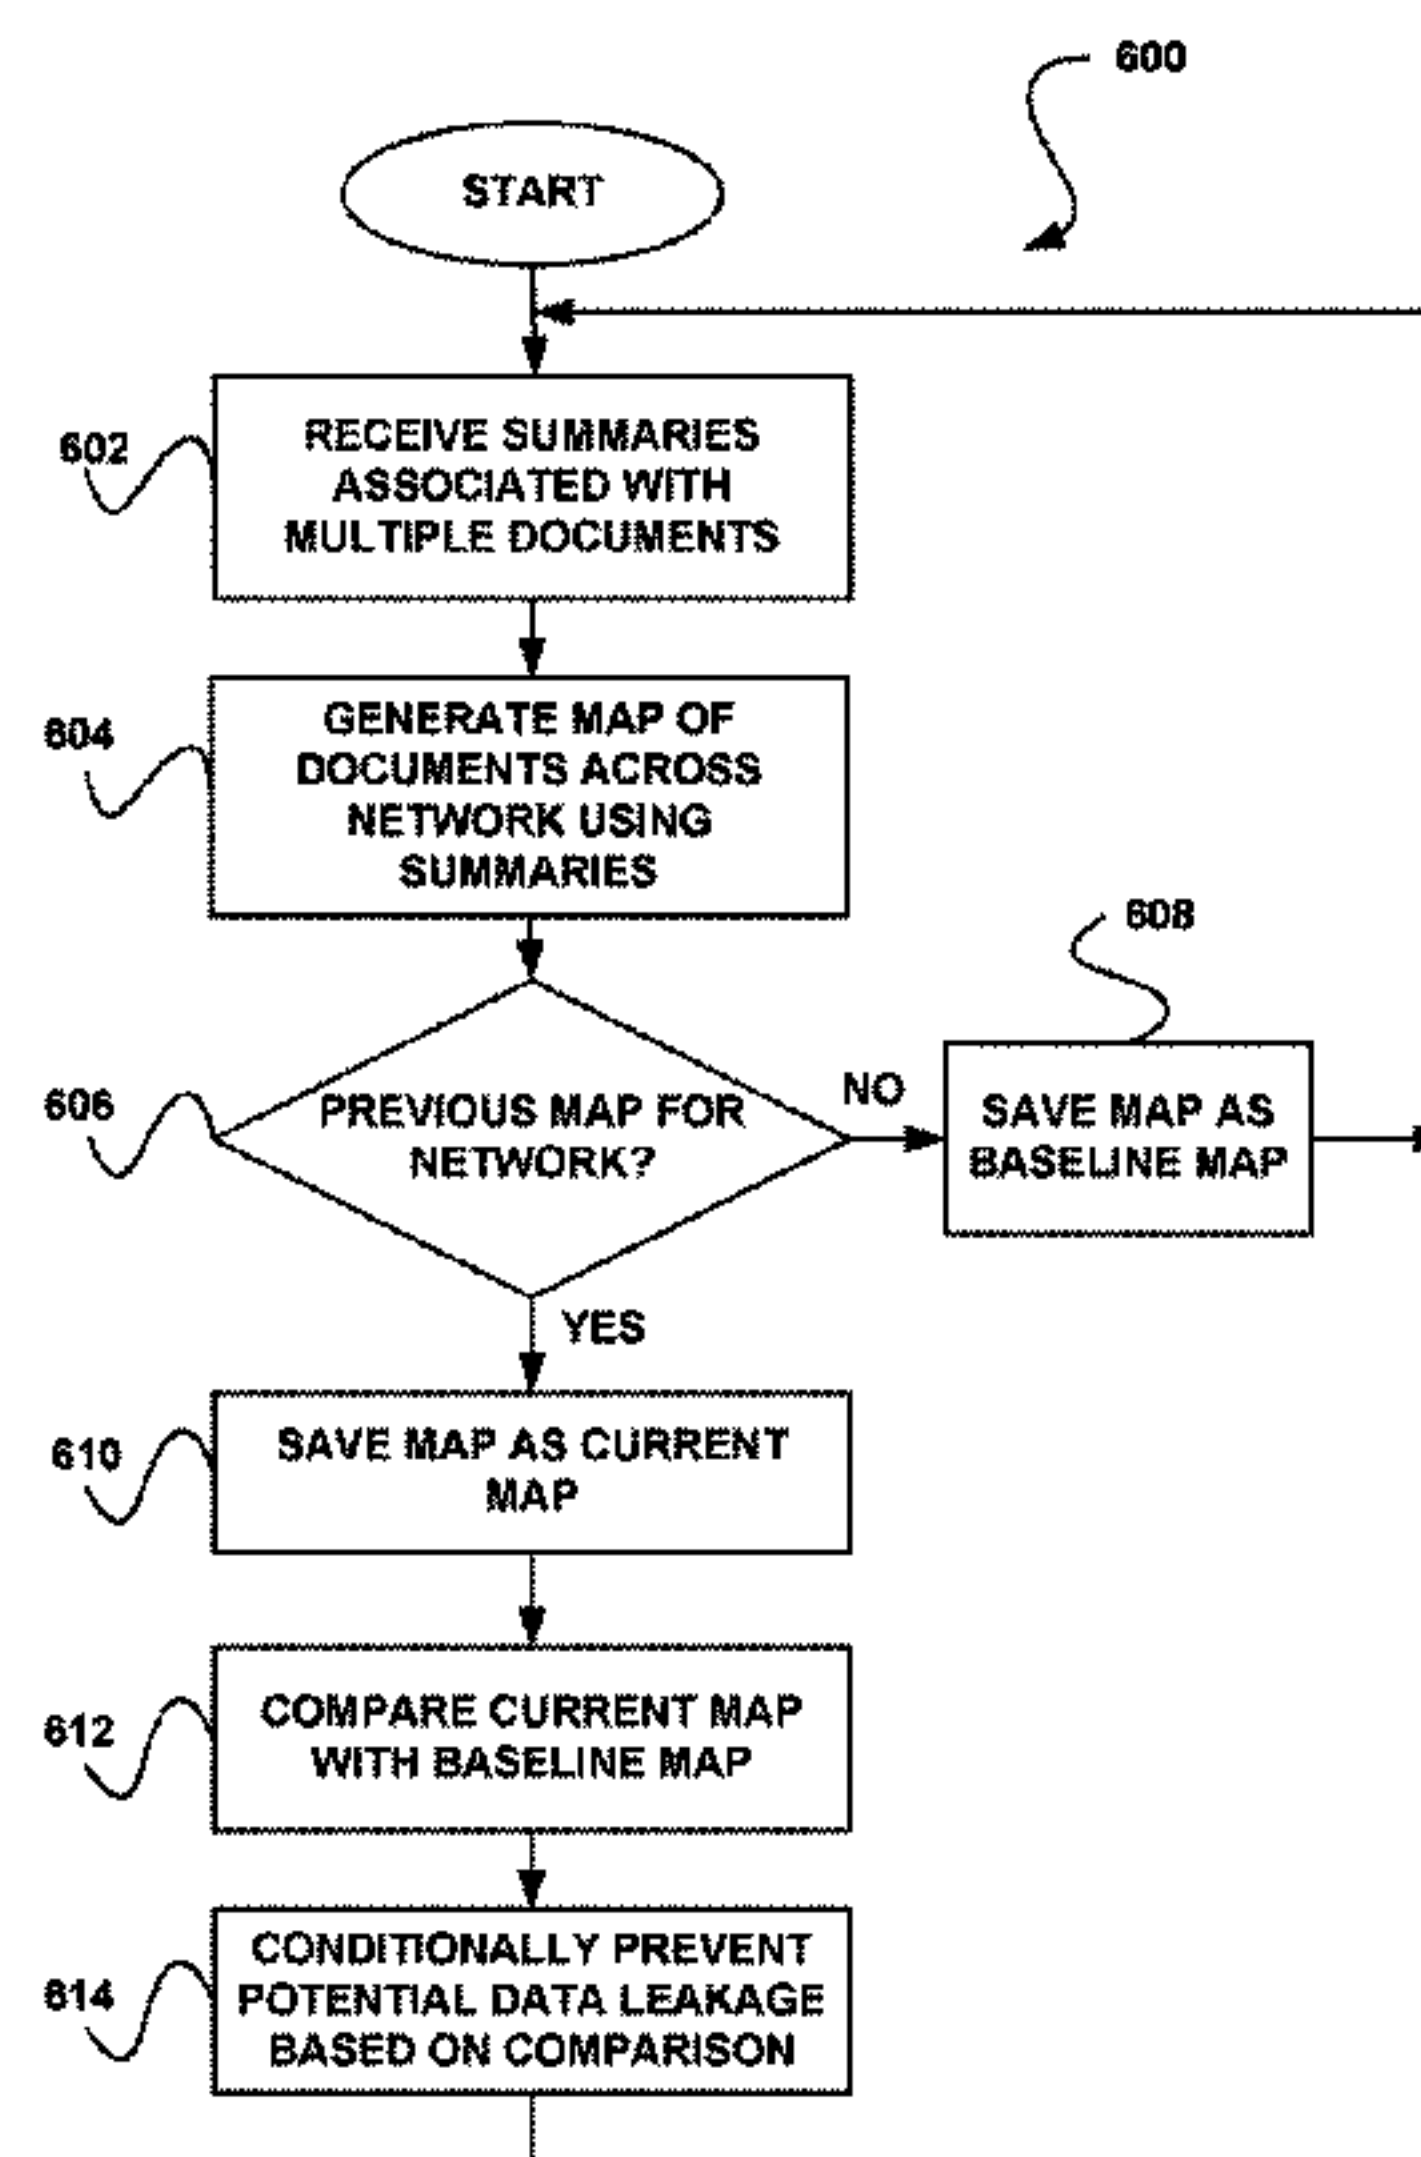 600
START
602
RECEIVE SUMMARIES
ASSOCIATED WITH
MULTIPLE DOCUMENTS
604
GENERATE MAP OF
DOCUMENTS ACROSS
NETWORK USING
SUMMARIES
608
606
PREVIOUS MAP FOR
NETWORK?
NO
SAVE MAP AS
BASELINE MAP
YES
610
SAVE MAP AS CURRENT
MAP
612
COMPARE CURRENT MAP
WITH BASELINE MAP
614
CONDITIONALLY PREVENT
POTENTIAL DATA LEAKAGE
BASED ON COMPARISON